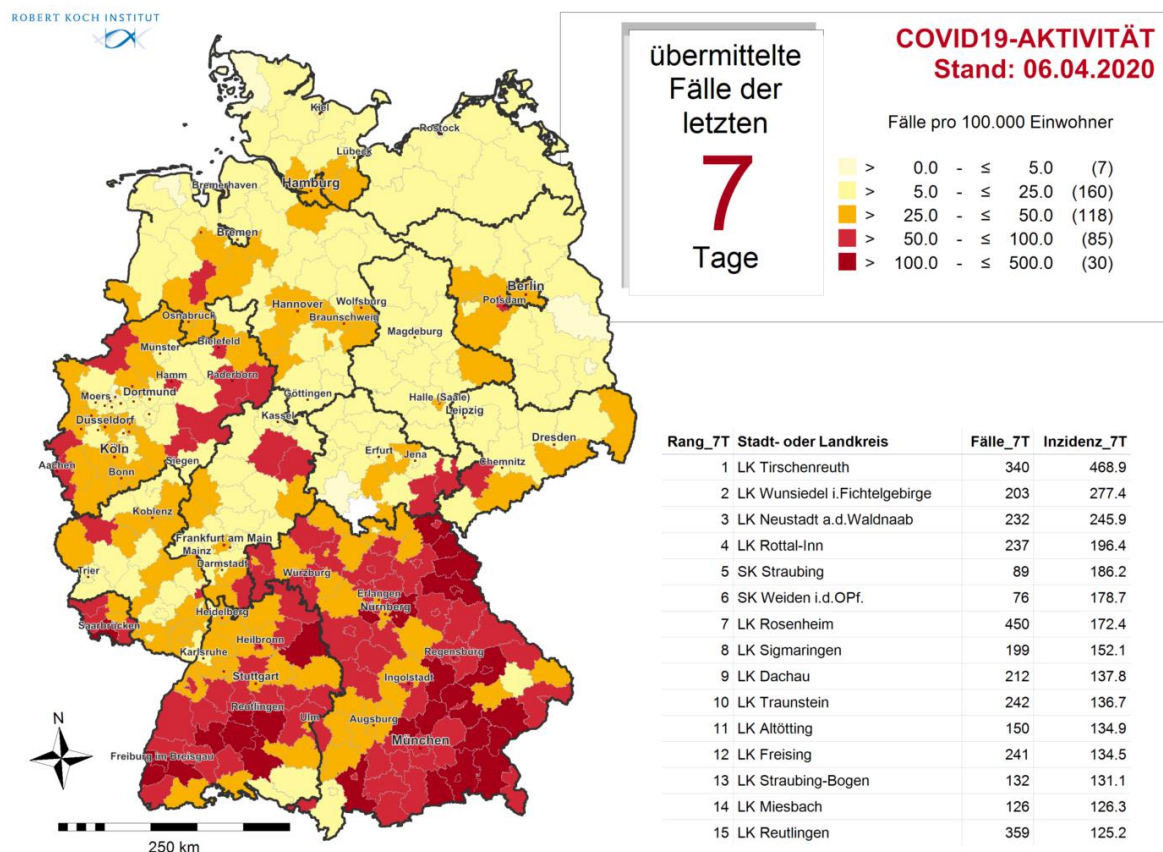 ROBERT KOCH INSTITUT
übermittelte
Fälle der
letzten
7
Tage
COVID19-AKTIVITÄT
Stand: 06.04.2020
Fälle pro 100.000 Einwohner
> 0.0 - ≤ 5.0 (7)
> 5.0 - ≤ 25.0 (160)
> 25.0 - ≤ 50.0 (118)
> 50.0 - ≤ 100.0 (85)
> 100.0 - ≤ 500.0 (30)
Kiel
Rostock
Lübeck
Hamburg
Bremerhaven
Bremen
Berlin
Potsdam
Hannover
Wolfsburg
Braunschweig
Osnabrück
Magdeburg
Bielefeld
Münster
Hamm
Paderborn
Moers
Dortmund
Göttingen
Halle (Saale)
Leipzig
Düsseldorf
Kassel
Dresden
Köln
Erfurt
Jena
Chemnitz
Aachen
Siegen
Bonn
Koblenz
Frankfurt am Main
Mainz
Darmstadt
Trier
Würzburg
Erlangen
Nürnberg
Heidelberg
Saarbrücken
Heilbronn
Karlsruhe
Regensburg
Stuttgart
Ingolstadt
Reutlingen
Ulm
Augsburg
München
Freiburg im Breisgau
N
250 km
Rang_7T Stadt- oder Landkreis Fälle_7T Inzidenz_7T
1 LK Tirschenreuth 340 468.9
2 LK Wunsiedel i.Fichtelgebirge 203 277.4
3 LK Neustadt a.d.Waldnaab 232 245.9
4 LK Rottal-Inn 237 196.4
5 SK Straubing 89 186.2
6 SK Weiden i.d.OPf. 76 178.7
7 LK Rosenheim 450 172.4
8 LK Sigmaringen 199 152.1
9 LK Dachau 212 137.8
10 LK Traunstein 242 136.7
11 LK Altötting 150 134.9
12 LK Freising 241 134.5
13 LK Straubing-Bogen 132 131.1
14 LK Miesbach 126 126.3
15 LK Reutlingen 359 125.2